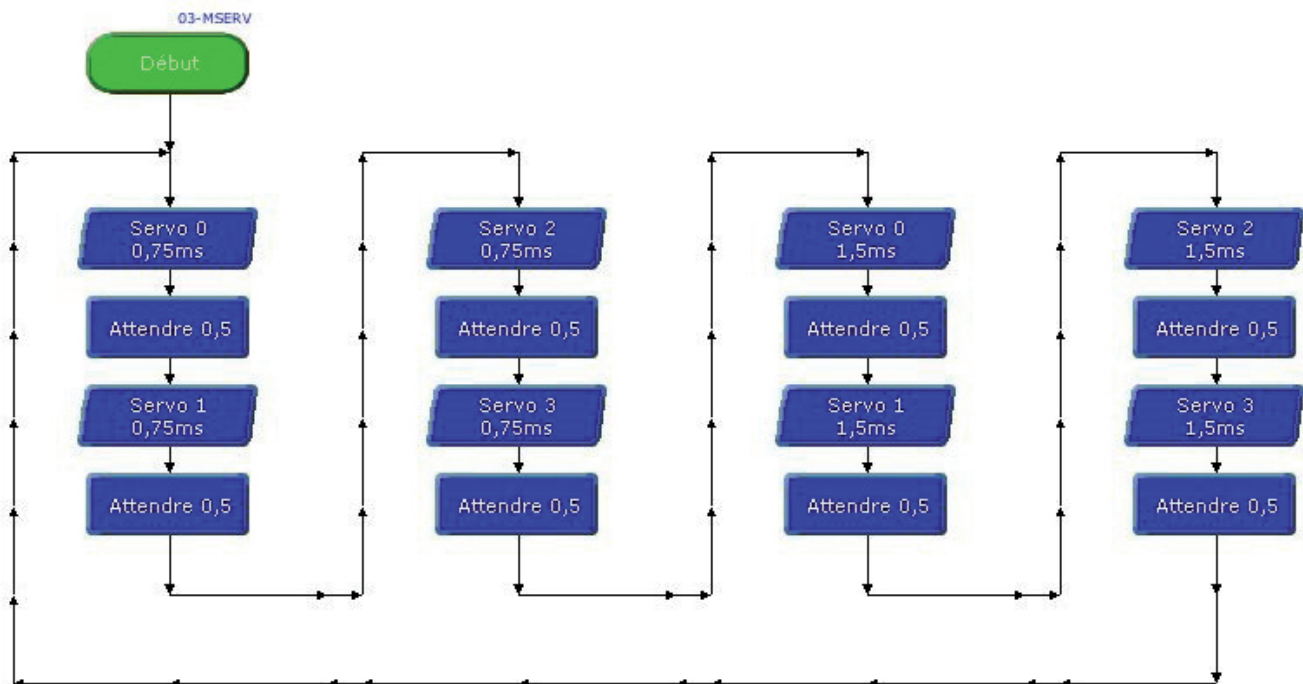 03-MSERV
Début
Servo 0
0,75ms
Attendre 0,5
Servo 1
0,75ms
Attendre 0,5
Servo 2
0,75ms
Attendre 0,5
Servo 3
0,75ms
Attendre 0,5
Servo 0
1,5ms
Attendre 0,5
Servo 1
1,5ms
Attendre 0,5
Servo 2
1,5ms
Attendre 0,5
Servo 3
1,5ms
Attendre 0,5